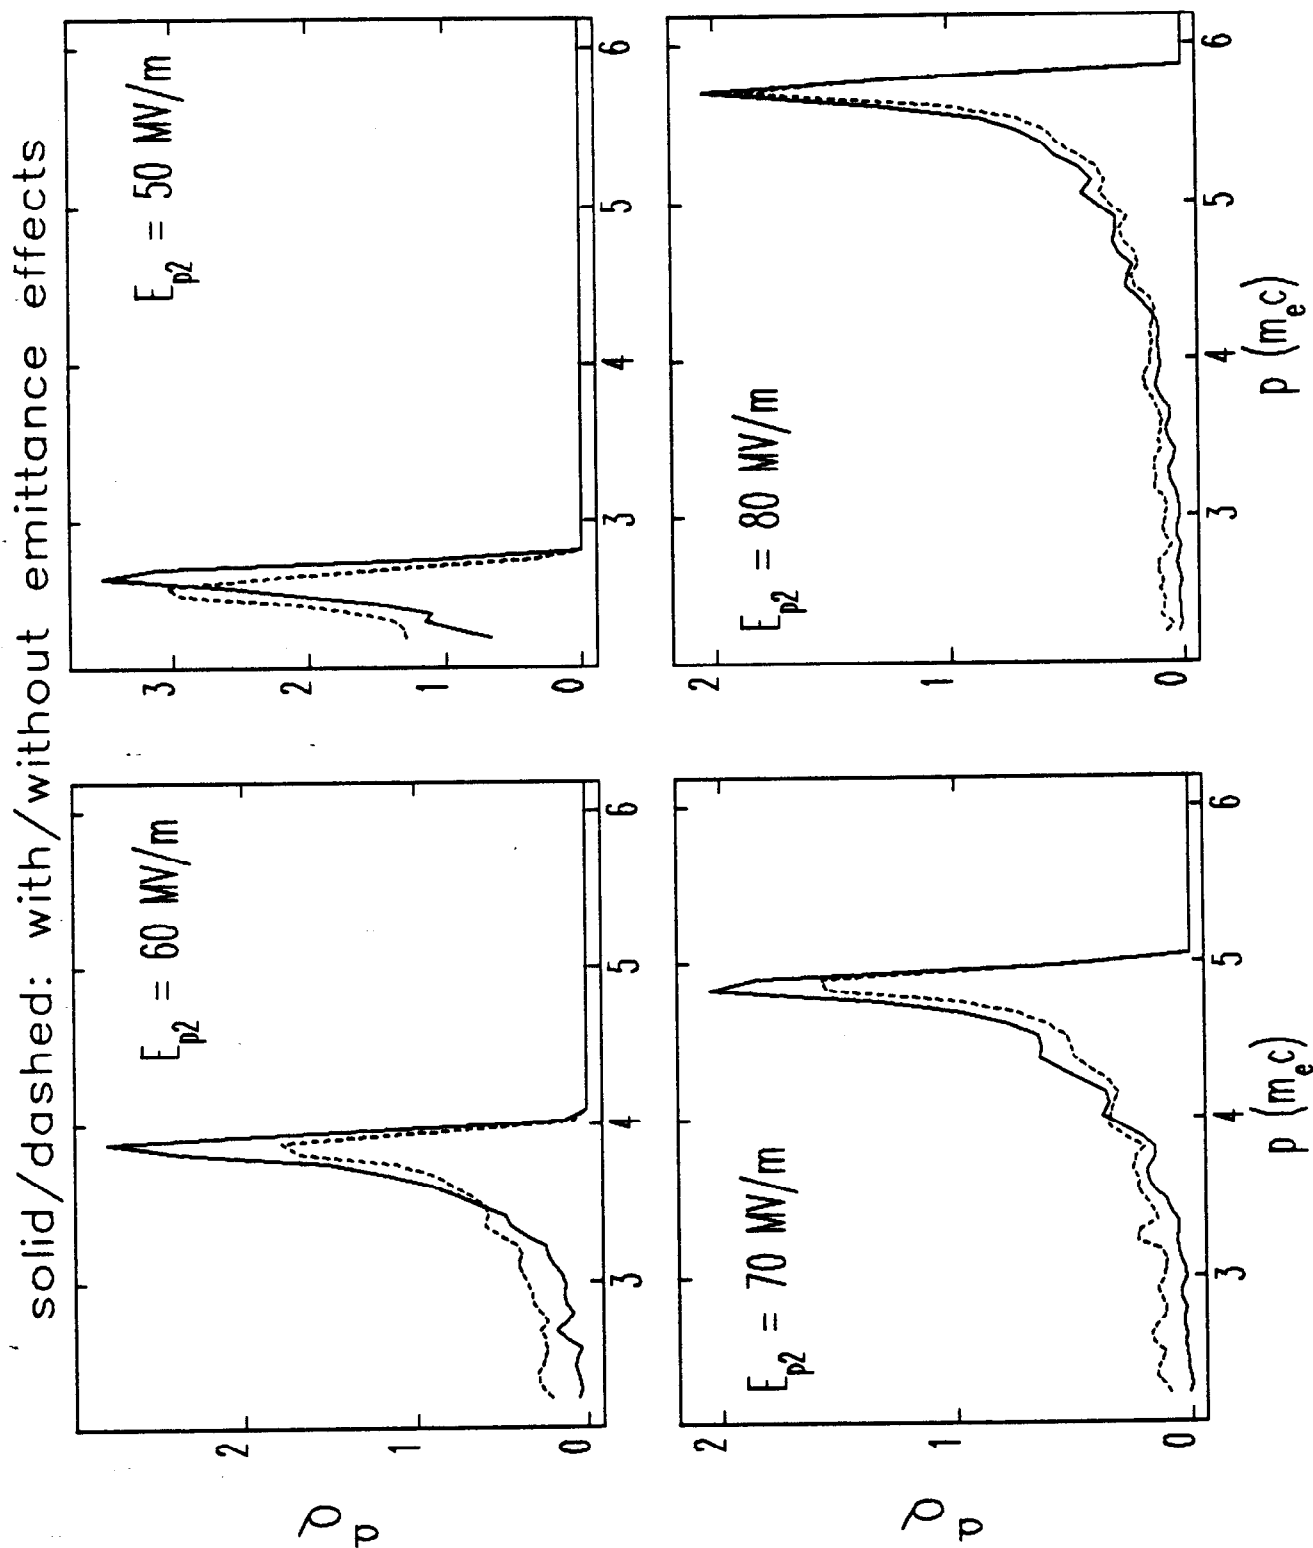 solid/dashed: with/without emittance effects
ρ_p
2
1
0
E_p2 = 60 MV/m
3 4 5 6
3
2
1
0
E_p2 = 50 MV/m
3 4 5 6
ρ_p
2
1
0
E_p2 = 70 MV/m
3 4 5 6
p (m_e c)
2
1
0
E_p2 = 80 MV/m
3 4 5 6
p (m_e c)